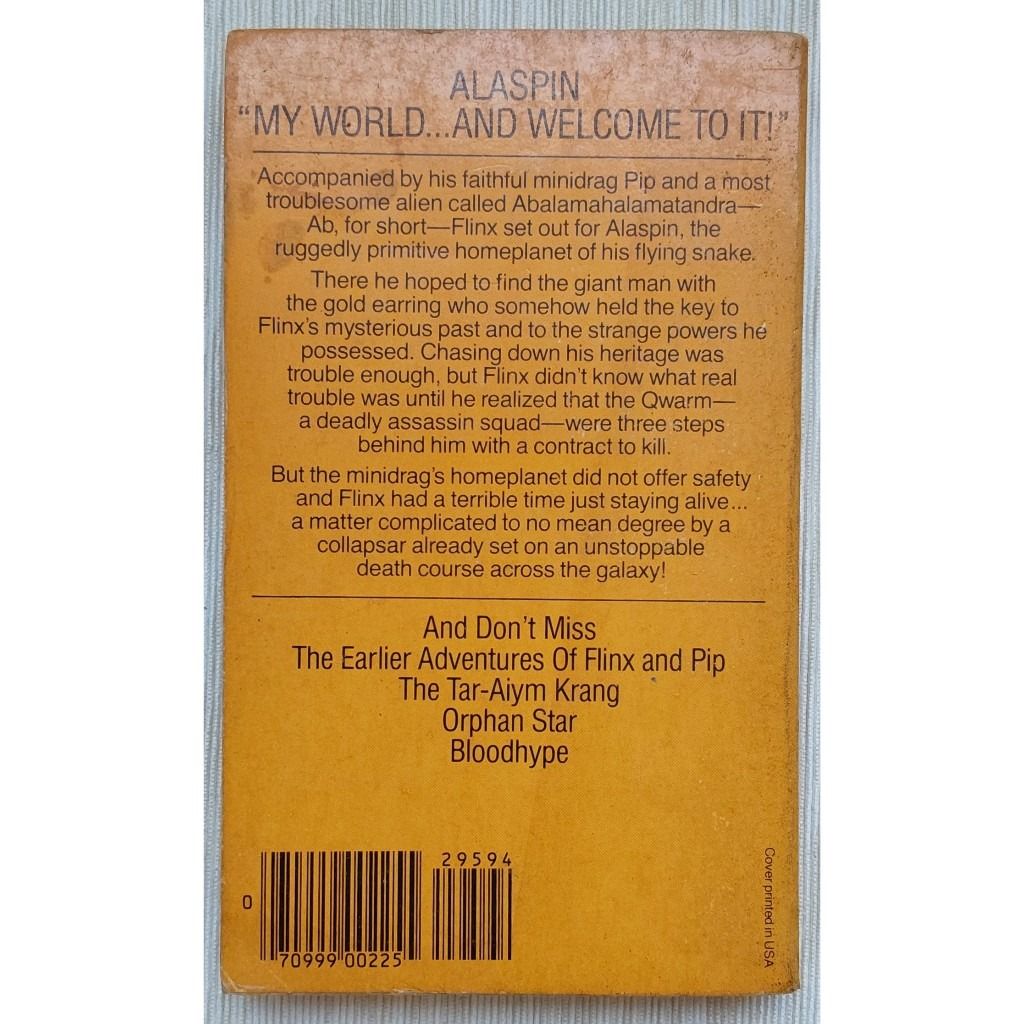 ALASPIN
“MY WORLD...AND WELCOME TO IT!”
Accompanied by his faithful minidrag Pip and a most
troublesome alien called Abalamahalamatandra—
Ab, for short—Flinx set out for Alaspin, the
ruggedly primitive homeplanet of his flying snake.
There he hoped to find the giant man with
the gold earring who somehow held the key to
Flinx's mysterious past and to the strange powers he
possessed. Chasing down his heritage was
trouble enough, but Flinx didn't know what real
trouble was until he realized that the Qwarm—
a deadly assassin squad—were three steps
behind him with a contract to kill.
But the minidrag's homeplanet did not offer safety
and Flinx had a terrible time just staying alive...
a matter complicated to no mean degree by a
collapsar already set on an unstoppable
death course across the galaxy!
And Don't Miss
The Earlier Adventures Of Flinx and Pip
The Tar-Aiym Krang
Orphan Star
Bloodhype
29594
0
70999 00225
Cover printed in USA